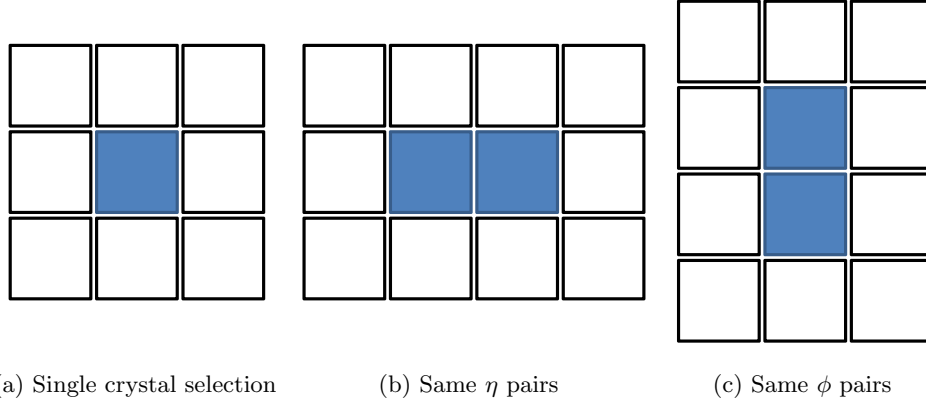 a) Single crystal selection
(b) Same η pairs
(c) Same ϕ pairs